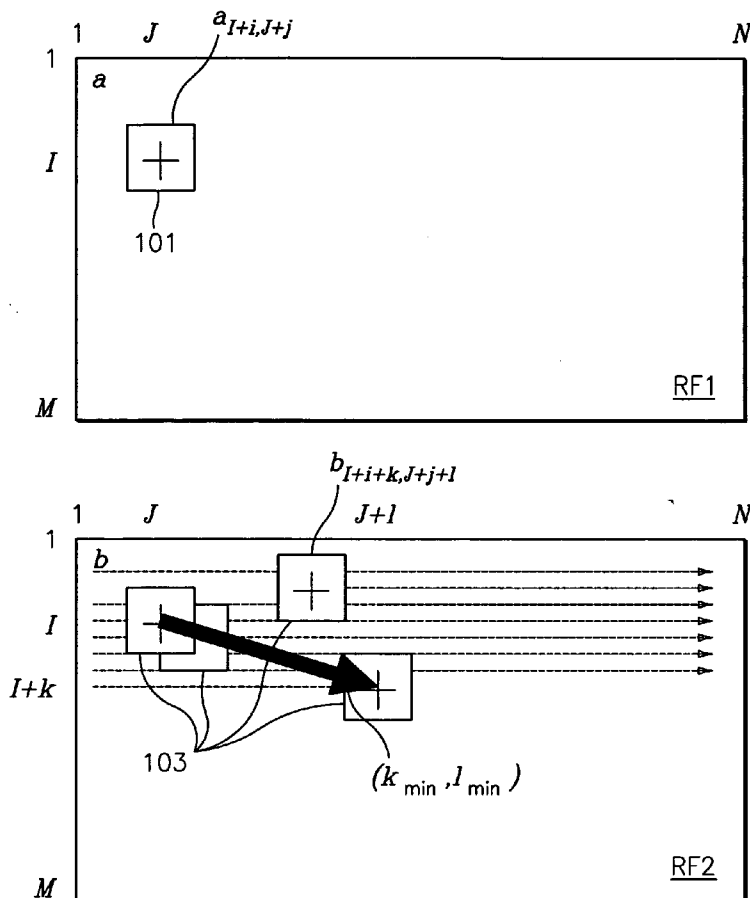 1 J a_{I+i,J+j} N
1
a
I
101
M
RF1
b_{I+i+k,J+j+l}
1 J J+l N
1
b
I
I+k
103
(k_min, l_min)
RF2
M